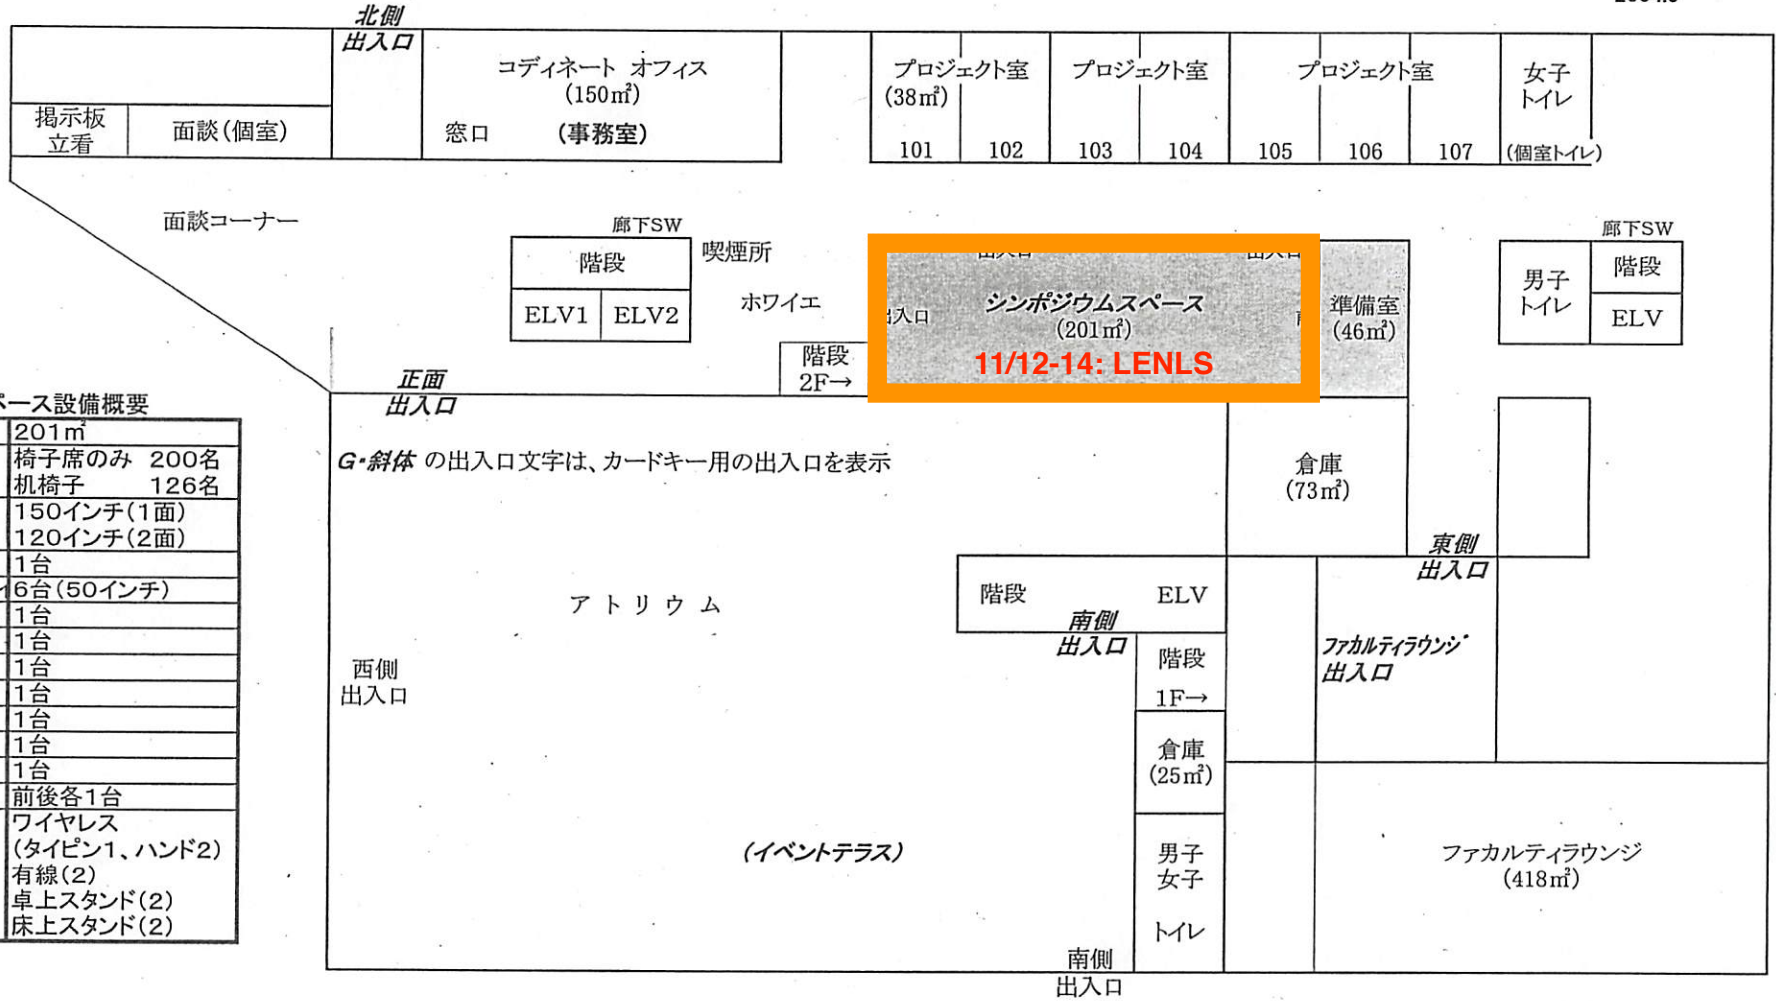 北側
出入口
コディネート オフィス
(150㎡)
窓口 (事務室)
掲示板
立看
面談(個室)
プロジェクト室
(38㎡)
プロジェクト室
プロジェクト室
女子
トイレ
101
102
103
104
105
106
107
(個室トイレ)
面談コーナー
廊下SW
階段
喫煙所
ELV1
ELV2
ホワイエ
階段
2F→
出入口
シンポジウムスペース
(201㎡)
11/12-14: LENLS
準備室
(46㎡)
男子
トイレ
廊下SW
階段
ELV
正面
出入口
ース設備概要
201㎡
椅子席のみ 200名
机椅子 126名
150インチ(1面)
120インチ(2面)
1台
6台(50インチ)
1台
1台
1台
1台
1台
1台
1台
前後各1台
ワイヤレス
(タイピン1、ハンド2)
有線(2)
卓上スタンド(2)
床上スタンド(2)
G・斜体 の出入口文字は、カードキー用の出入口を表示
倉庫
(73㎡)
東側
出入口
アトリウム
階段
ELV
南側
出入口
階段
1F→
ファカルティラウンジ
出入口
西側
出入口
倉庫
(25㎡)
(イベントテラス)
男子
女子
トイレ
ファカルティラウンジ
(418㎡)
南側
出入口